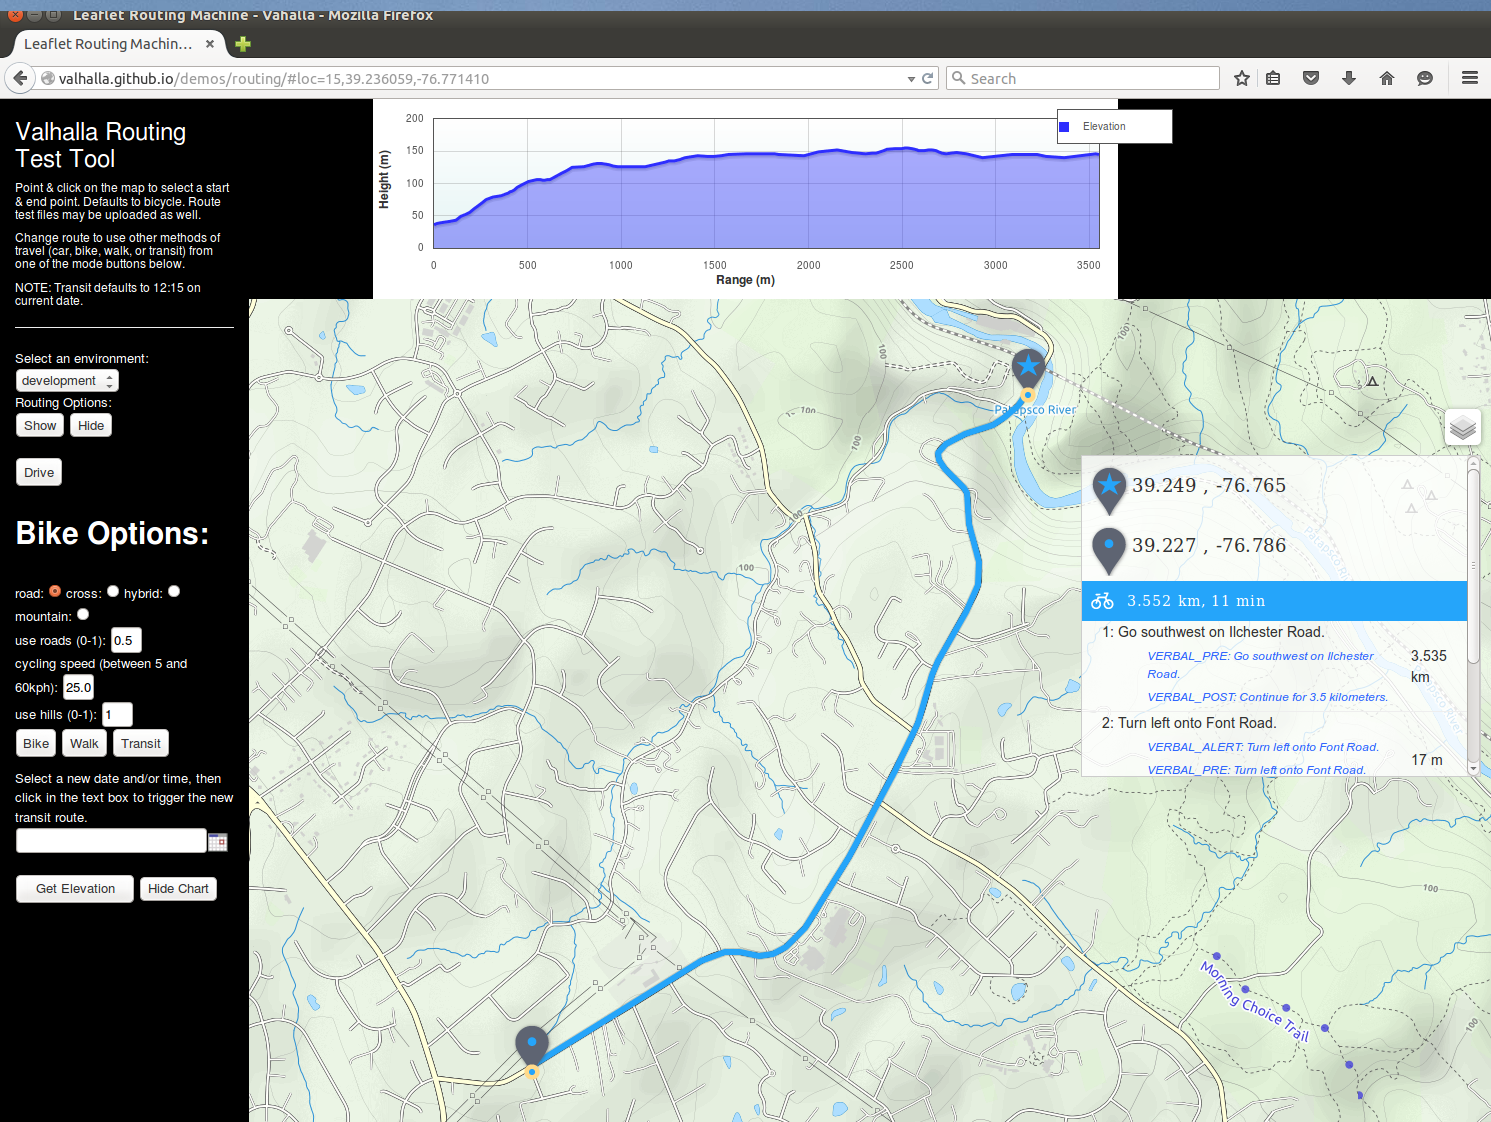 Leaflet Routing Machine - Valhalla - Mozilla Firefox
Leaflet Routing Machin...
valhalla.github.io/demos/routing/#loc=15,39.236059,-76.771410
Search
Valhalla Routing
Test Tool
Point & click on the map to select a start
& end point. Defaults to bicycle. Route
test files may be uploaded as well.
Change route to use other methods of
travel (car, bike, walk, or transit) from
one of the mode buttons below.
NOTE: Transit defaults to 12:15 on
current date.
Select an environment:
development
Routing Options:
Show Hide
Drive
Bike Options:
road: cross: hybrid:
mountain:
use roads (0-1): 0.5
cycling speed (between 5 and
60kph): 25.0
use hills (0-1): 1
Bike Walk Transit
Select a new date and/or time, then
click in the text box to trigger the new
transit route.
Get Elevation Hide Chart
Height (m)
200
150
100
50
0
0 500 1000 1500 2000 2500 3000 3500
Range (m)
Elevation
100
100
100
100
Patapsco River
100
100
39.249 , -76.765
39.227 , -76.786
3.552 km, 11 min
1: Go southwest on Ilchester Road.
VERBAL_PRE: Go southwest on Ilchester
Road.
3.535
km
VERBAL_POST: Continue for 3.5 kilometers.
2: Turn left onto Font Road.
VERBAL_ALERT: Turn left onto Font Road.
17 m
VERBAL_PRE: Turn left onto Font Road.
Patapsco River
100
Morning Choice Trail
100